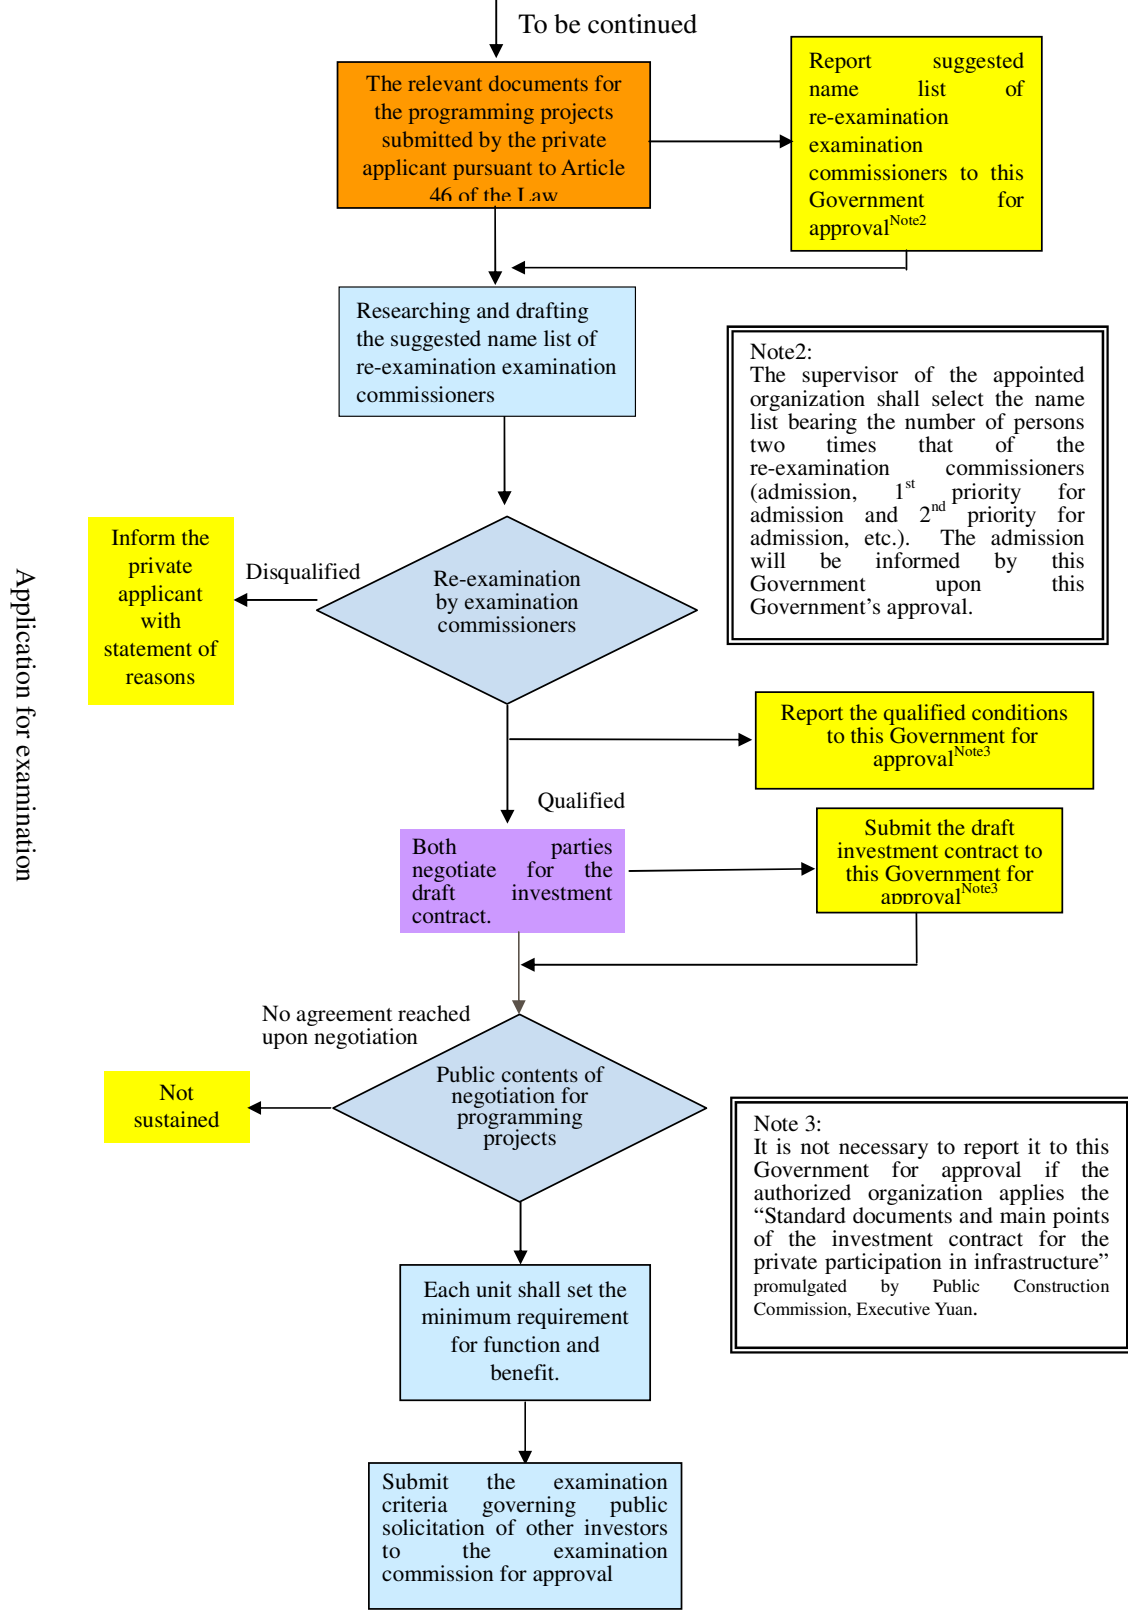 To be continued
The relevant documents for
the programming projects
submitted by the private
applicant pursuant to Article
46 of the Law
Report suggested
name list of
re-examination
examination
commissioners to this
Government for
approval^Note2
Researching and drafting
the suggested name list of
re-examination examination
commissioners
Note2:
The supervisor of the appointed
organization shall select the name
list bearing the number of persons
two times that of the
re-examination commissioners
(admission, 1st priority for
admission and 2nd priority for
admission, etc.). The admission
will be informed by this
Government upon this
Government's approval.
Inform the
private
applicant
with
statement of
reasons
Disqualified
Re-examination
by examination
commissioners
Application for examination
Report the qualified conditions
to this Government for
approval^Note3
Qualified
Both parties
negotiate for the
draft investment
contract.
Submit the draft
investment contract to
this Government for
approval^Note3
No agreement reached
upon negotiation
Public contents of
negotiation for
programming
projects
Not
sustained
Note 3:
It is not necessary to report it to this
Government for approval if the
authorized organization applies the
“Standard documents and main points
of the investment contract for the
private participation in infrastructure”
promulgated by Public Construction
Commission, Executive Yuan.
Each unit shall set the
minimum requirement
for function and
benefit.
Submit the examination
criteria governing public
solicitation of other investors
to the examination
commission for approval